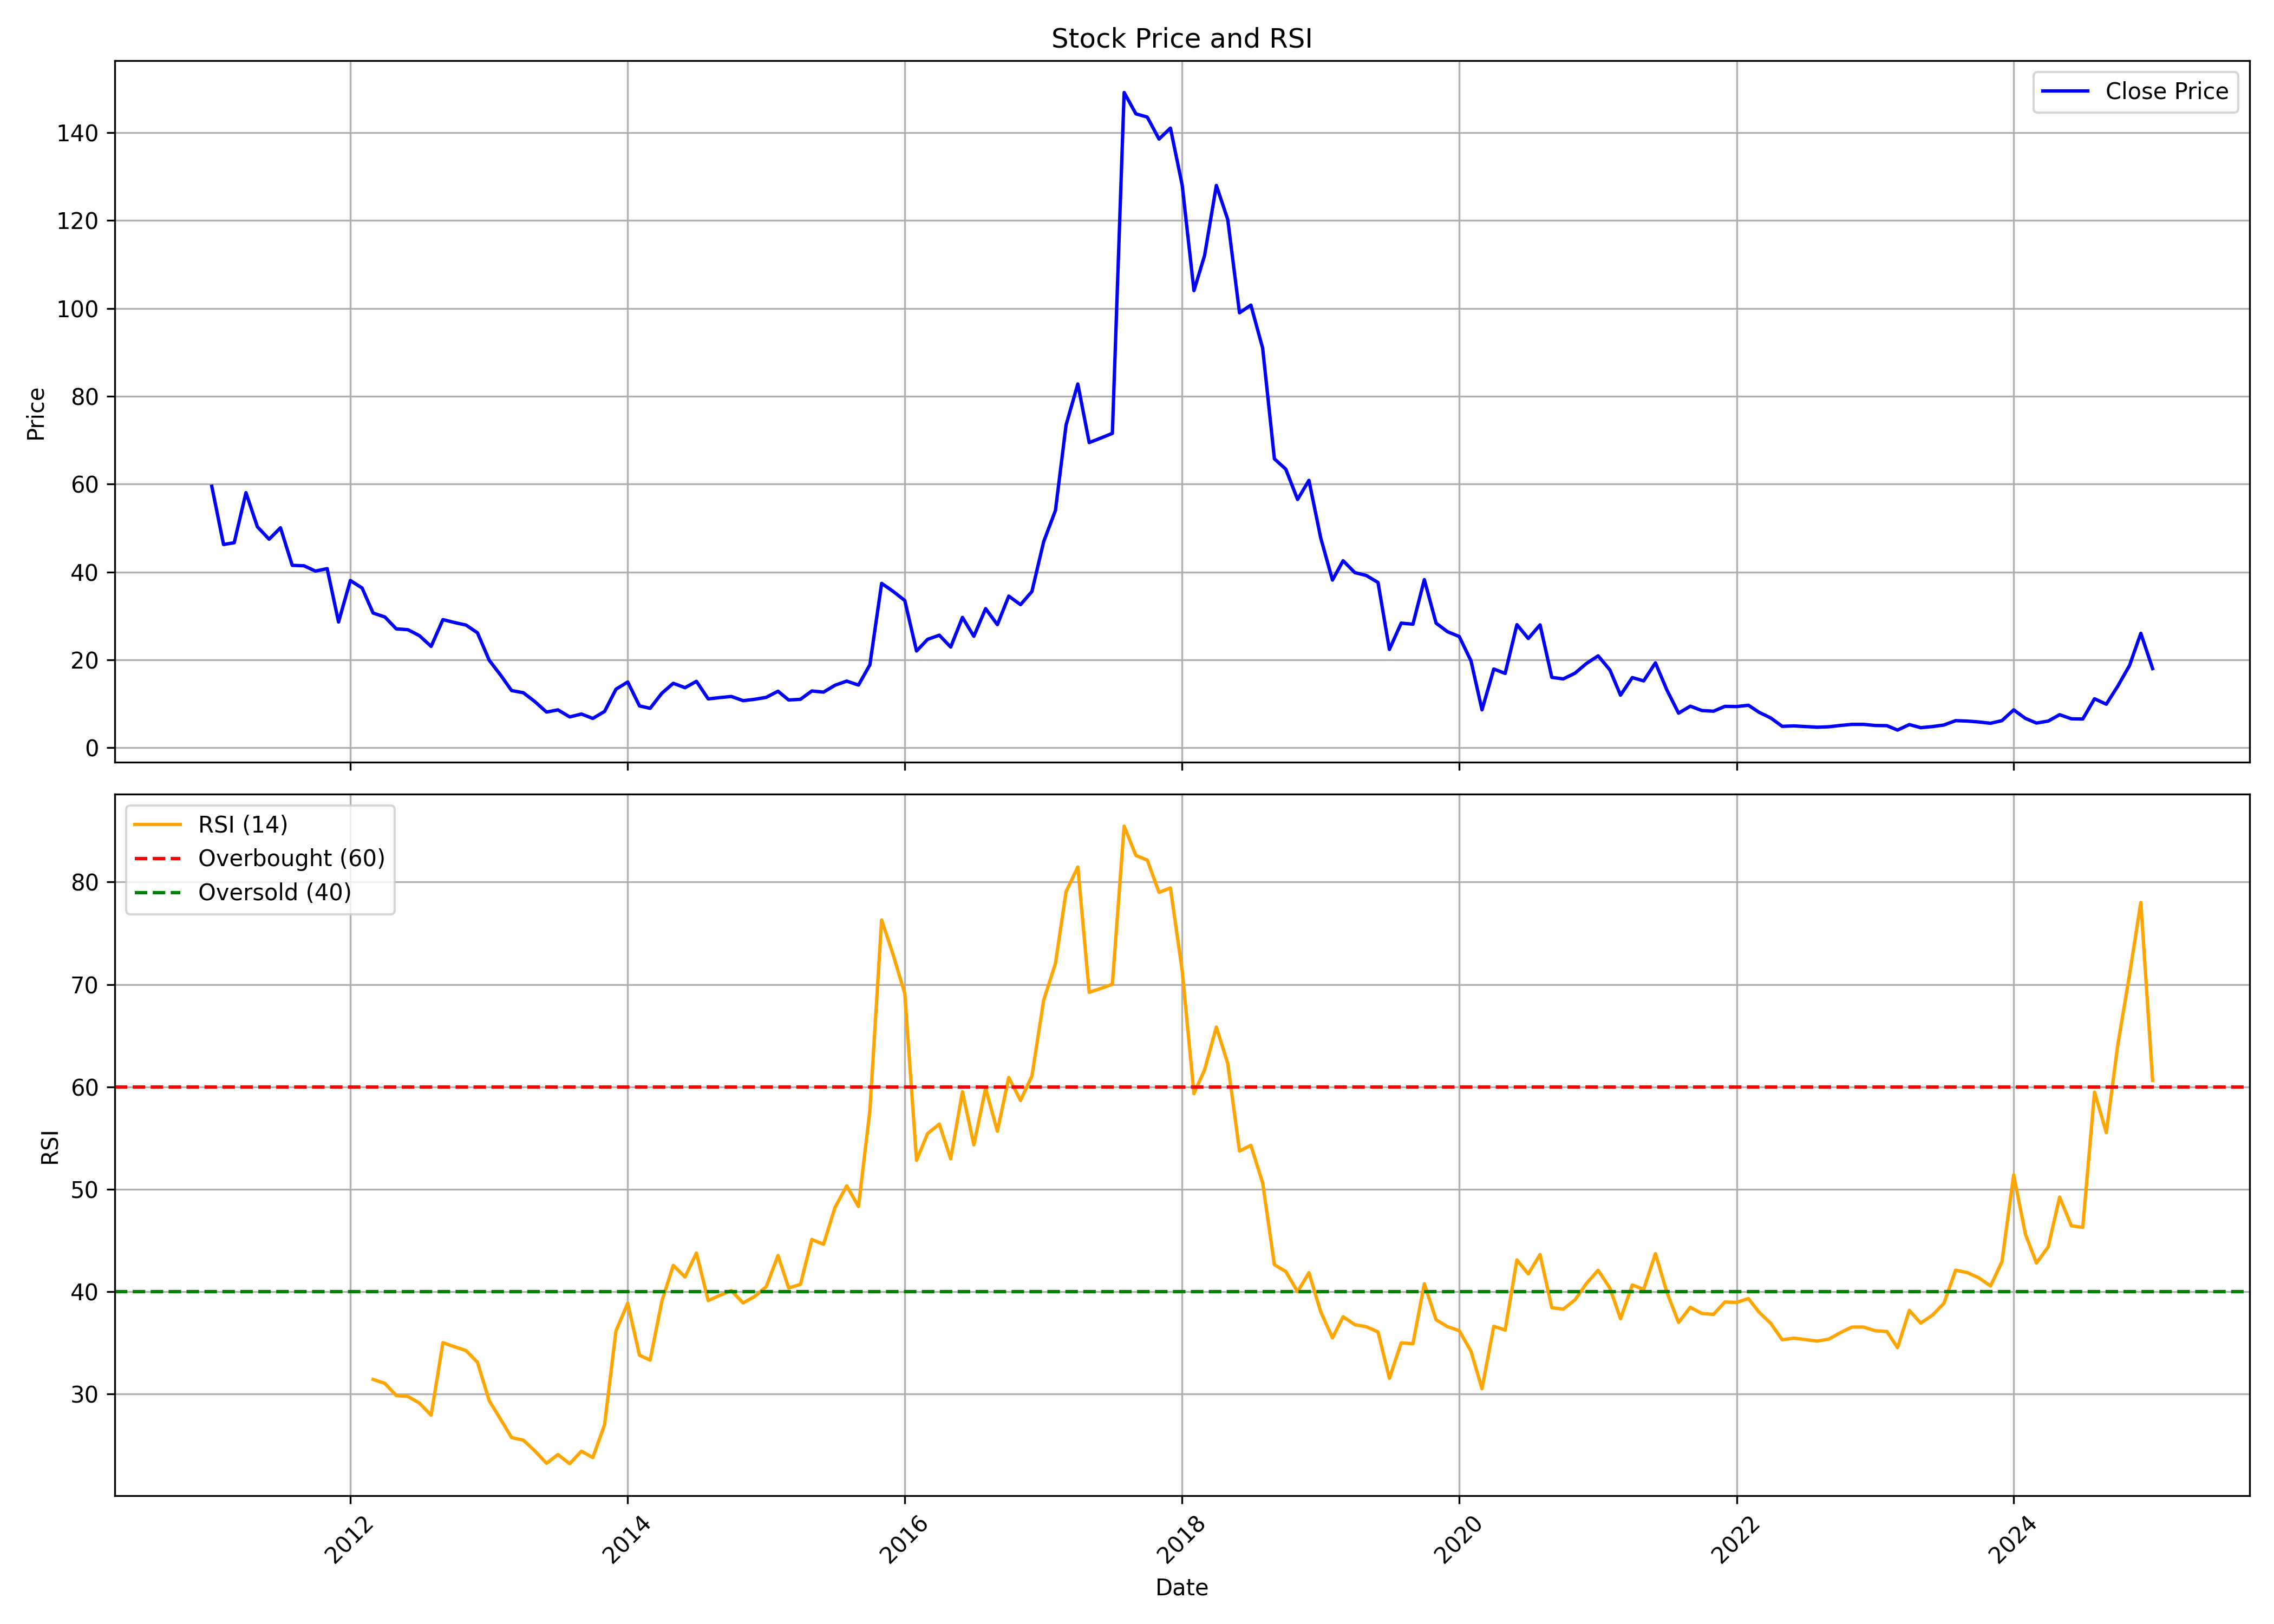 Stock Price and RSI
Close Price
Price
140
120
100
80
60
40
20
0
RSI (14)
Overbought (60)
Oversold (40)
RSI
80
70
60
50
40
30
2012
2014
2016
2018
2020
2022
2024
Date